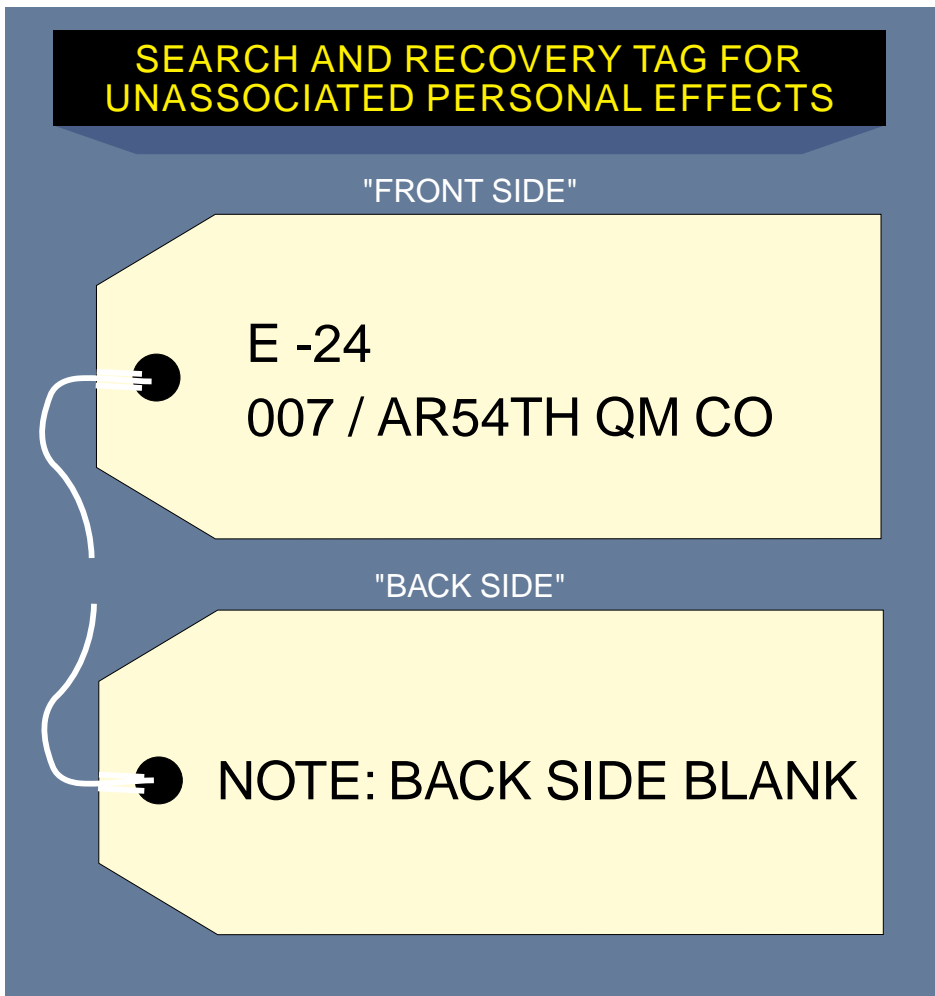 SEARCH AND RECOVERY TAG FOR
UNASSOCIATED PERSONAL EFFECTS
"FRONT SIDE"
E -24
007 / AR54TH QM CO
"BACK SIDE"
NOTE: BACK SIDE BLANK